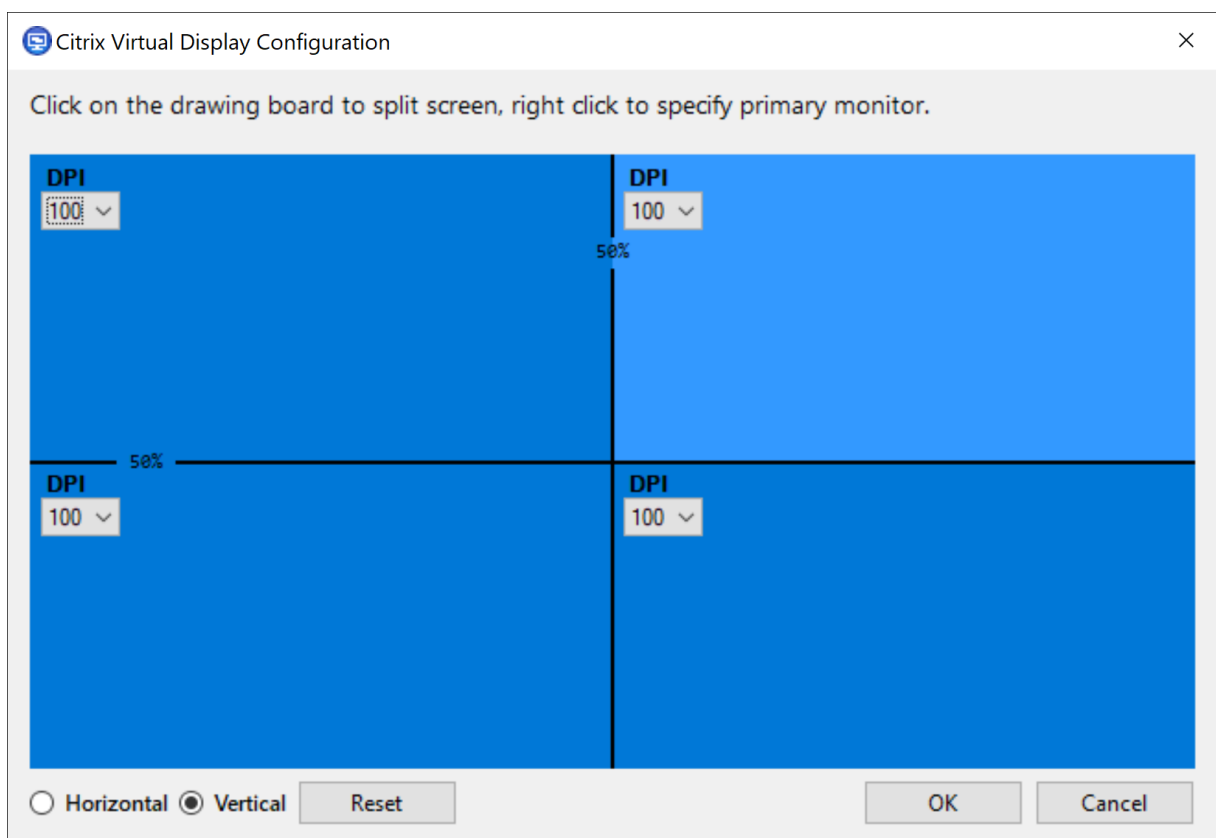 Citrix Virtual Display Configuration
Click on the drawing board to split screen, right click to specify primary monitor.
DPI
100
DPI
100
50%
50%
DPI
100
DPI
100
Horizontal Vertical Reset OK Cancel